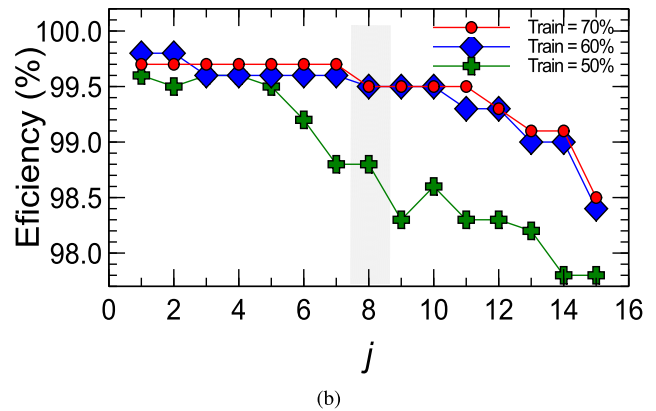 100.0
99.5
99.0
98.5
98.0
Eficiency (%)
Train = 70%
Train = 60%
Train = 50%
0 2 4 6 8 10 12 14 16
j
(b)